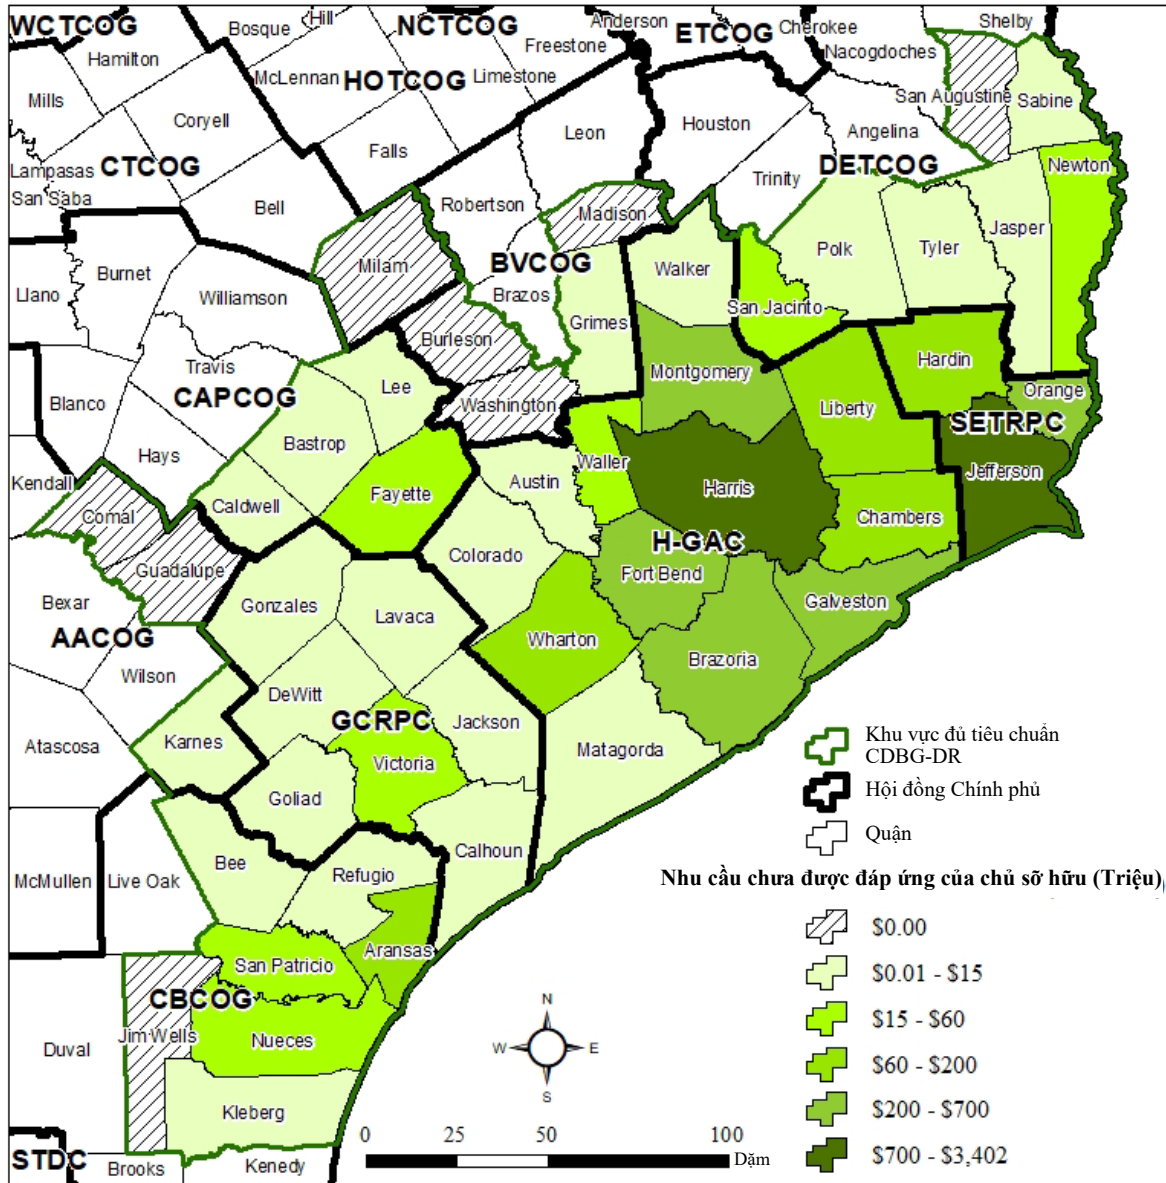 WCTCOG
Bosque
Hill
NCTCOG
Anderson
ETCOG
Cherokee
Shelby
Hamilton
Freestone
Nacogdoches
McLennan
HOTCOG
Limestone
Mills
San Augustine
Sabine
Coryell
Leon
Houston
Angelina
Falls
Lampasas
CTCOG
DETCOG
Newton
San Saba
Trinity
Bell
Robertson
Madison
Jasper
Polk
Tyler
Burnet
Milam
BVCOG
Walker
Llano
Williamson
Brazos
San Jacinto
Grimes
Burleson
Travis
Hardin
Montgomery
Lee
Orange
Blanco
CAPCOG
Washington
Liberty
SETRPC
Bastrop
Hays
Waller
Jefferson
Kendall
Austin
Harris
Fayette
Caldwell
Comal
Chambers
H-GAC
Colorado
Guadalupe
Fort Bend
Bexar
Gonzales
Galveston
Lavaca
AACOG
Wharton
Brazoria
Wilson
DeWitt
GCRPC
Jackson
Karnes
Atascosa
Matagorda
Victoria
Goliad
Calhoun
Bee
Refugio
McMullen
Live Oak
Aransas
San Patricio
CBCOG
Jim Wells
Nueces
Duval
Kleberg
STDC
Brooks
Kenedy
Khu vực đủ tiêu chuẩn
CDBG-DR
Hội đồng Chính phủ
Quận
Nhu cầu chưa được đáp ứng của chủ sỡ hữu (Triệu)
$0.00
$0.01 - $15
$15 - $60
$60 - $200
$200 - $700
$700 - $3,402
N
W
E
S
0
25
50
100
Dặm